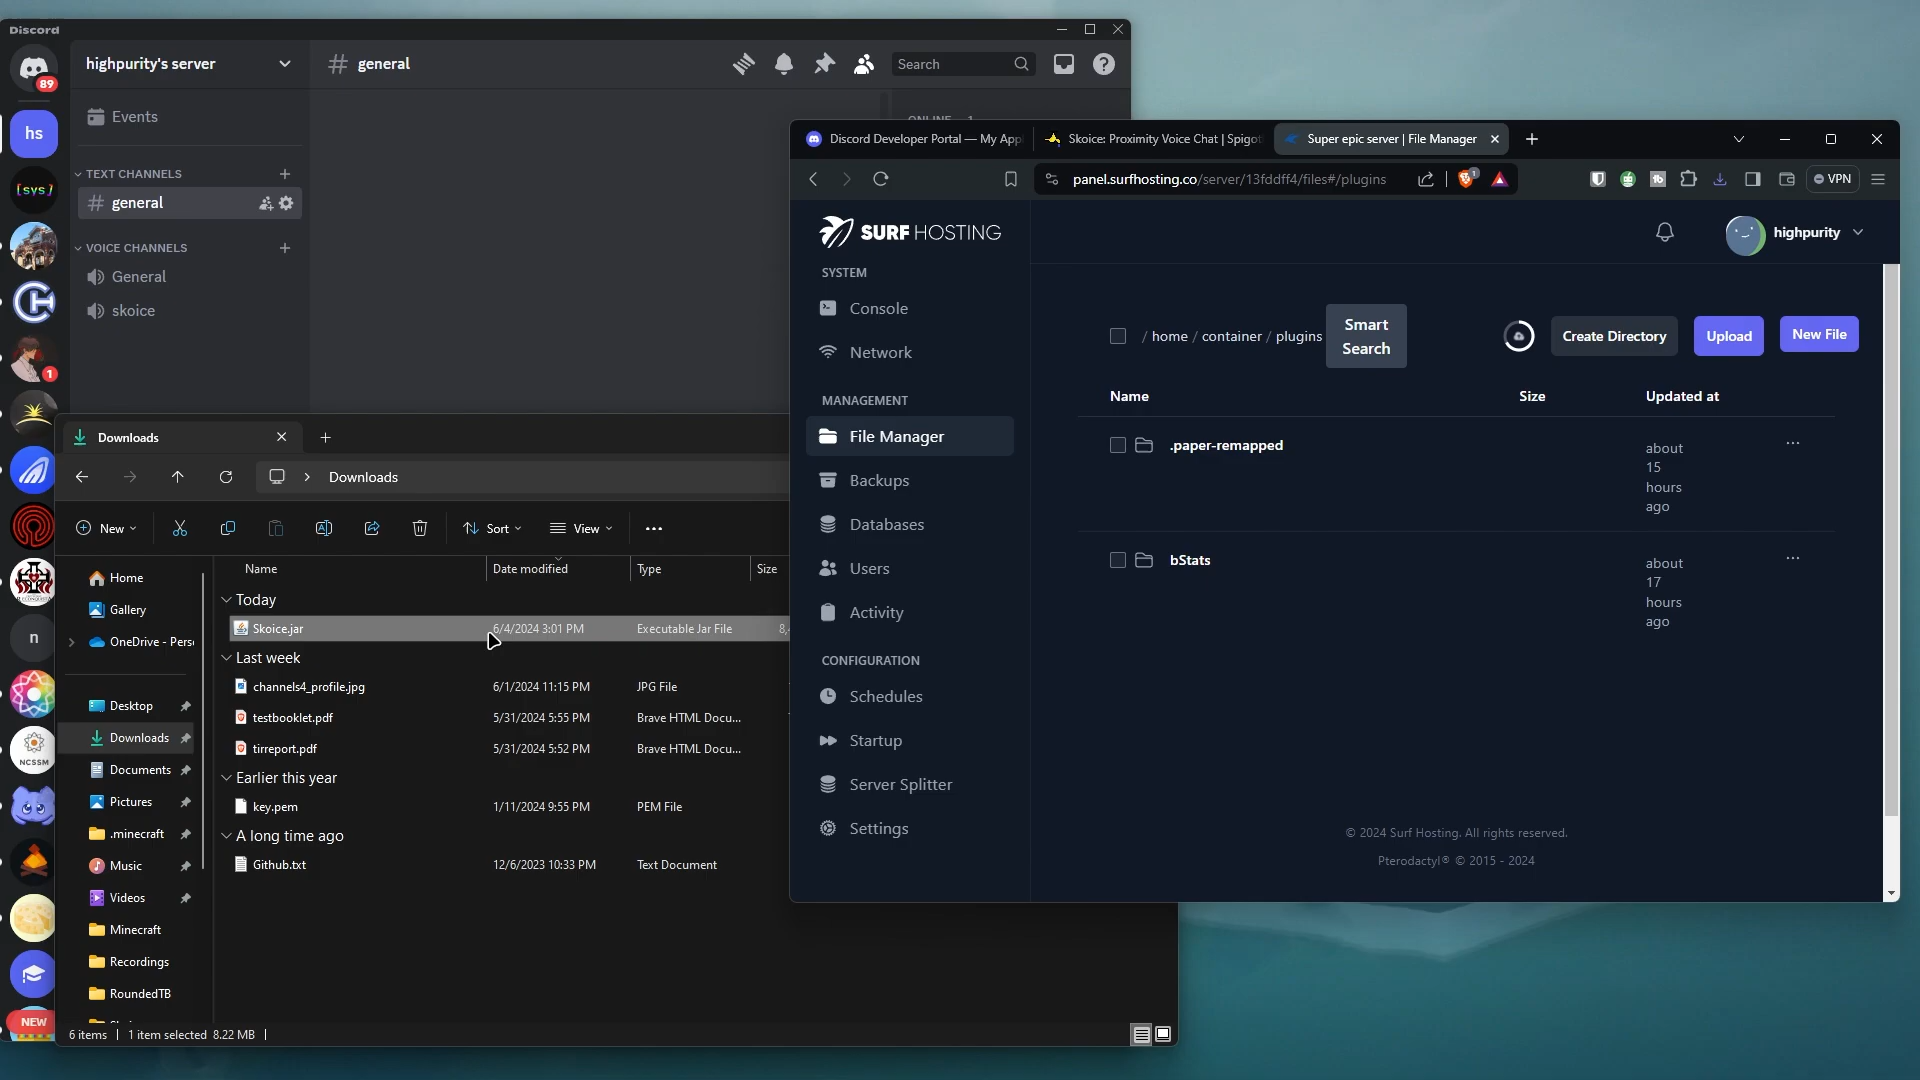 Discord
89
highpurity's server
general
Search
Events
ONLINE — 1
hs
TEXT CHANNELS
[sys]
general
VOICE CHANNELS
General
skoice
1
NCSSM
n
NEW
Downloads
Downloads
New
Sort
View
Home
Gallery
OneDrive - Pers
Desktop
Downloads
Documents
Pictures
.minecraft
Music
Videos
Minecraft
Recordings
RoundedTB
Name
Date modified
Type
Size
Today
Skoice.jar
6/4/2024 3:01 PM
Executable Jar File
8,
Last week
channels4_profile.jpg
6/1/2024 11:15 PM
JPG File
testbooklet.pdf
5/31/2024 5:55 PM
Brave HTML Docu...
tirreport.pdf
5/31/2024 5:52 PM
Brave HTML Docu...
Earlier this year
key.pem
1/11/2024 9:55 PM
PEM File
A long time ago
Github.txt
12/6/2023 10:33 PM
Text Document
6 items
1 item selected 8.22 MB
Discord Developer Portal — My App
Skoice: Proximity Voice Chat | Spigot
Super epic server | File Manager
panel.surfhosting.co/server/13fddff4/files#/plugins
1
VPN
SURF HOSTING
highpurity
SYSTEM
Console
Network
MANAGEMENT
File Manager
Backups
Databases
Users
Activity
CONFIGURATION
Schedules
Startup
Server Splitter
Settings
/ home / container / plugins
Smart
Search
Create Directory
Upload
New File
Name
Size
Updated at
.paper-remapped
about
15
hours
ago
...
bStats
about
17
hours
ago
...
© 2024 Surf Hosting. All rights reserved.
Pterodactyl® © 2015 - 2024